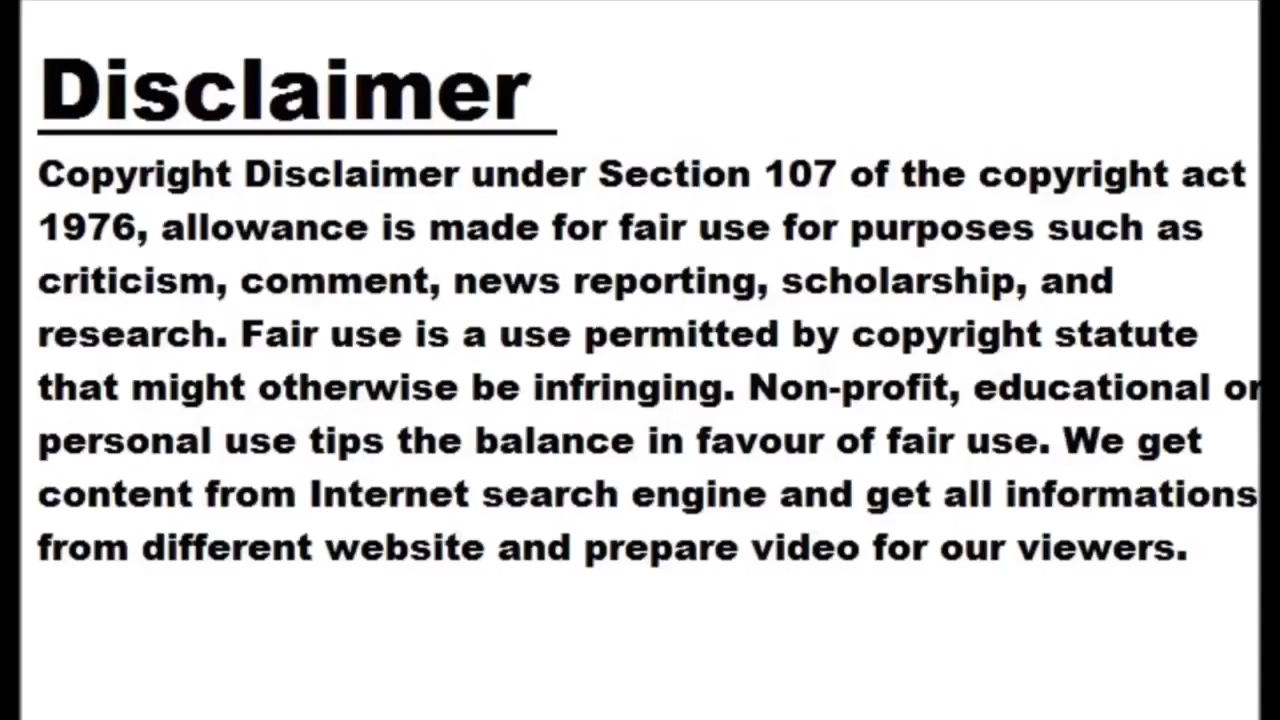 Disclaimer
Copyright Disclaimer under Section 107 of the copyright act
1976, allowance is made for fair use for purposes such as
criticism, comment, news reporting, scholarship, and
research. Fair use is a use permitted by copyright statute
that might otherwise be infringing. Non-profit, educational or
personal use tips the balance in favour of fair use. We get
content from Internet search engine and get all informations
from different website and prepare video for our viewers.